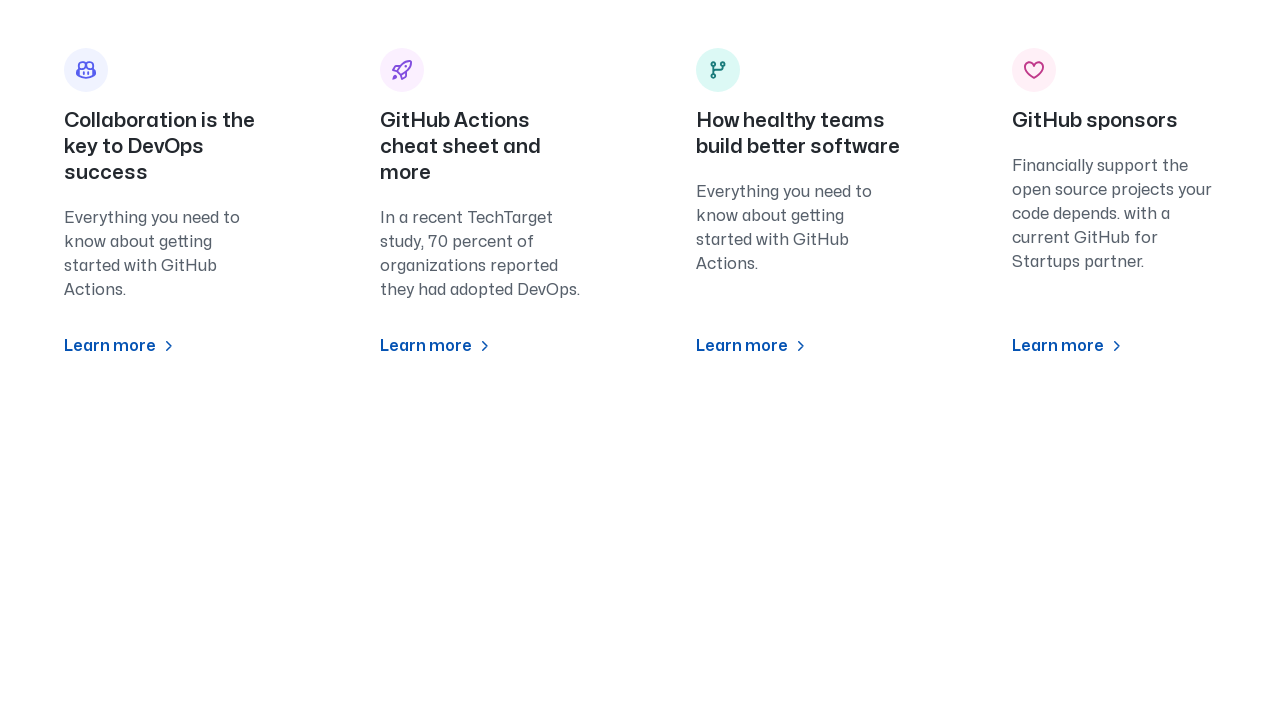 Collaboration is the
key to DevOps
success
Everything you need to
know about getting
started with GitHub
Actions.
Learn more
GitHub Actions
cheat sheet and
more
In a recent TechTarget
study, 70 percent of
organizations reported
they had adopted DevOps.
Learn more
How healthy teams
build better software
Everything you need to
know about getting
started with GitHub
Actions.
Learn more
GitHub sponsors
Financially support the
open source projects your
code depends. with a
current GitHub for
Startups partner.
Learn more